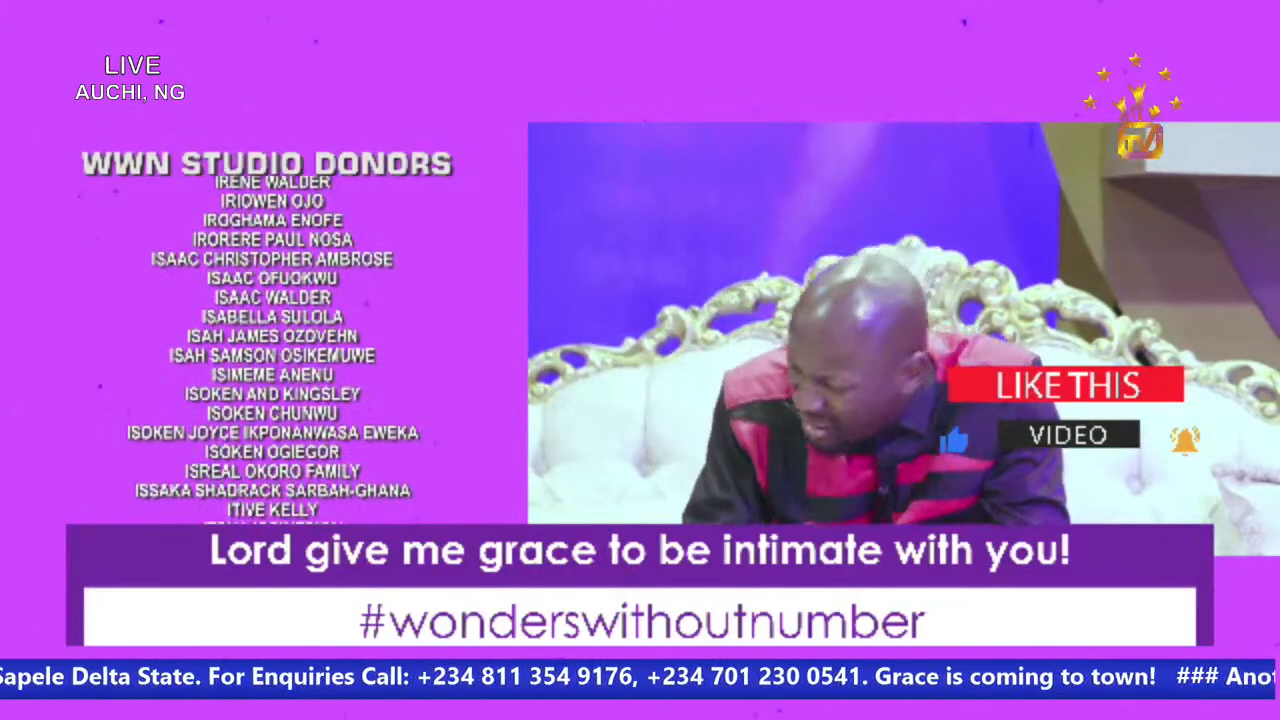 LIVE
AUCHI, NG
TV
WWN STUDIO DONORS
IRENE WALDER
IRIOWEN OJO
IROGHAMA ENOFE
IRORERE PAUL NOSA
ISAAC CHRISTOPHER AMBROSE
ISAAC OFUOKWU
ISAAC WALDER
ISABELLA SULOLA
ISAH JAMES OZOVEHN
ISAH SAMSON OSIKEMUWE
ISIMEME ANENU
ISOKEN AND KINGSLEY
ISOKEN CHUNWU
ISOKEN JOYCE IKPONANWASA EWEKA
ISOKEN OGIEGOR
ISREAL OKORO FAMILY
ISSAKA SHADRACK SARBAH-GHANA
ITIVE KELLY
LIKE THIS
VIDEO
Lord give me grace to be intimate with you!
#wonderswithoutnumber
Sapele Delta State. For Enquiries Call: +234 811 354 9176, +234 701 230 0541. Grace is coming to town! ###